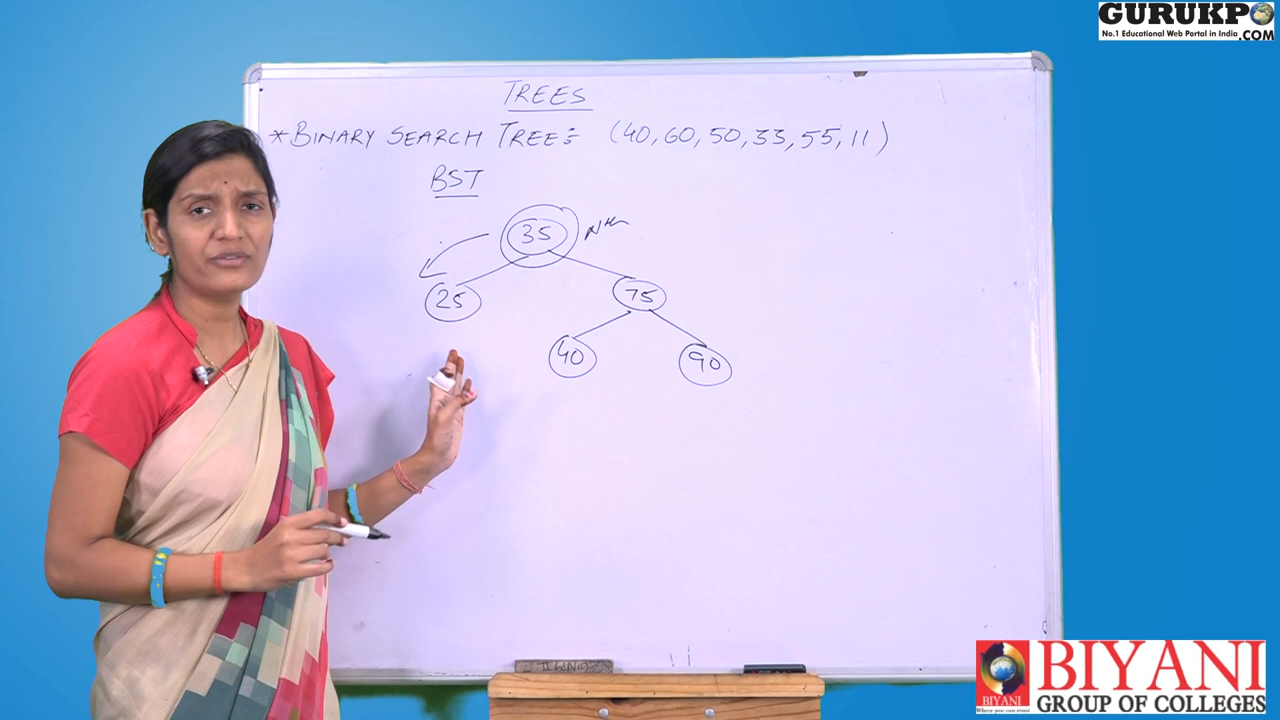 GURUKPO
No.1 Educational Web Portal in India .COM
TREES
*BINARY SEARCH TREE:- (40, 60, 50, 33, 55, 11)
BST
35
25 75
40 90
BIYANI
BIYANI
GROUP OF COLLEGES